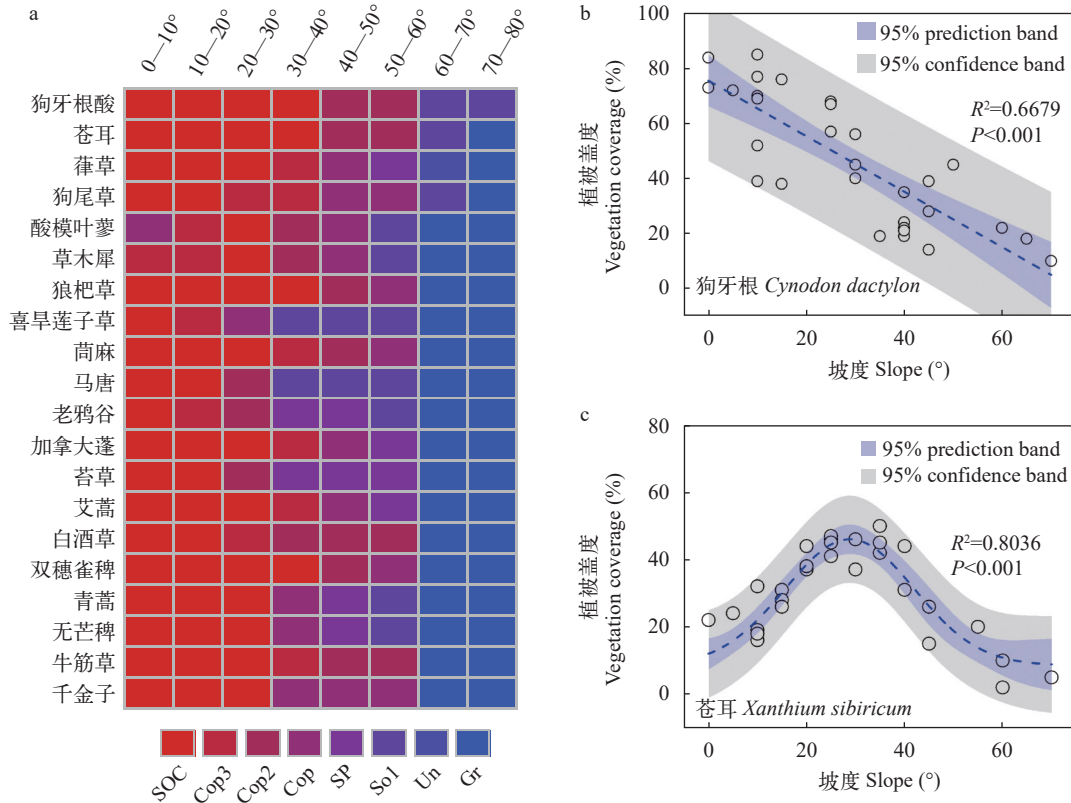 a
0—10°
10—20°
20—30°
30—40°
40—50°
50—60°
60—70°
70—80°
狗牙根酸
苍耳
葎草
狗尾草
酸模叶蓼
草木犀
狼杷草
喜旱莲子草
苘麻
马唐
老鸦谷
加拿大蓬
苔草
艾蒿
白酒草
双穗雀稗
青蒿
无芒稗
牛筋草
千金子
SOC
Cop3
Cop2
Cop
SP
So1
Un
Gr
b
植被盖度
Vegetation coverage (%)
100
80
60
40
20
0
95% prediction band
95% confidence band
R²=0.6679
P<0.001
狗牙根 Cynodon dactylon
0
20
40
60
坡度 Slope (°)
c
植被盖度
Vegetation coverage (%)
80
60
40
20
0
95% prediction band
95% confidence band
R²=0.8036
P<0.001
苍耳 Xanthium sibiricum
0
20
40
60
坡度 Slope (°)